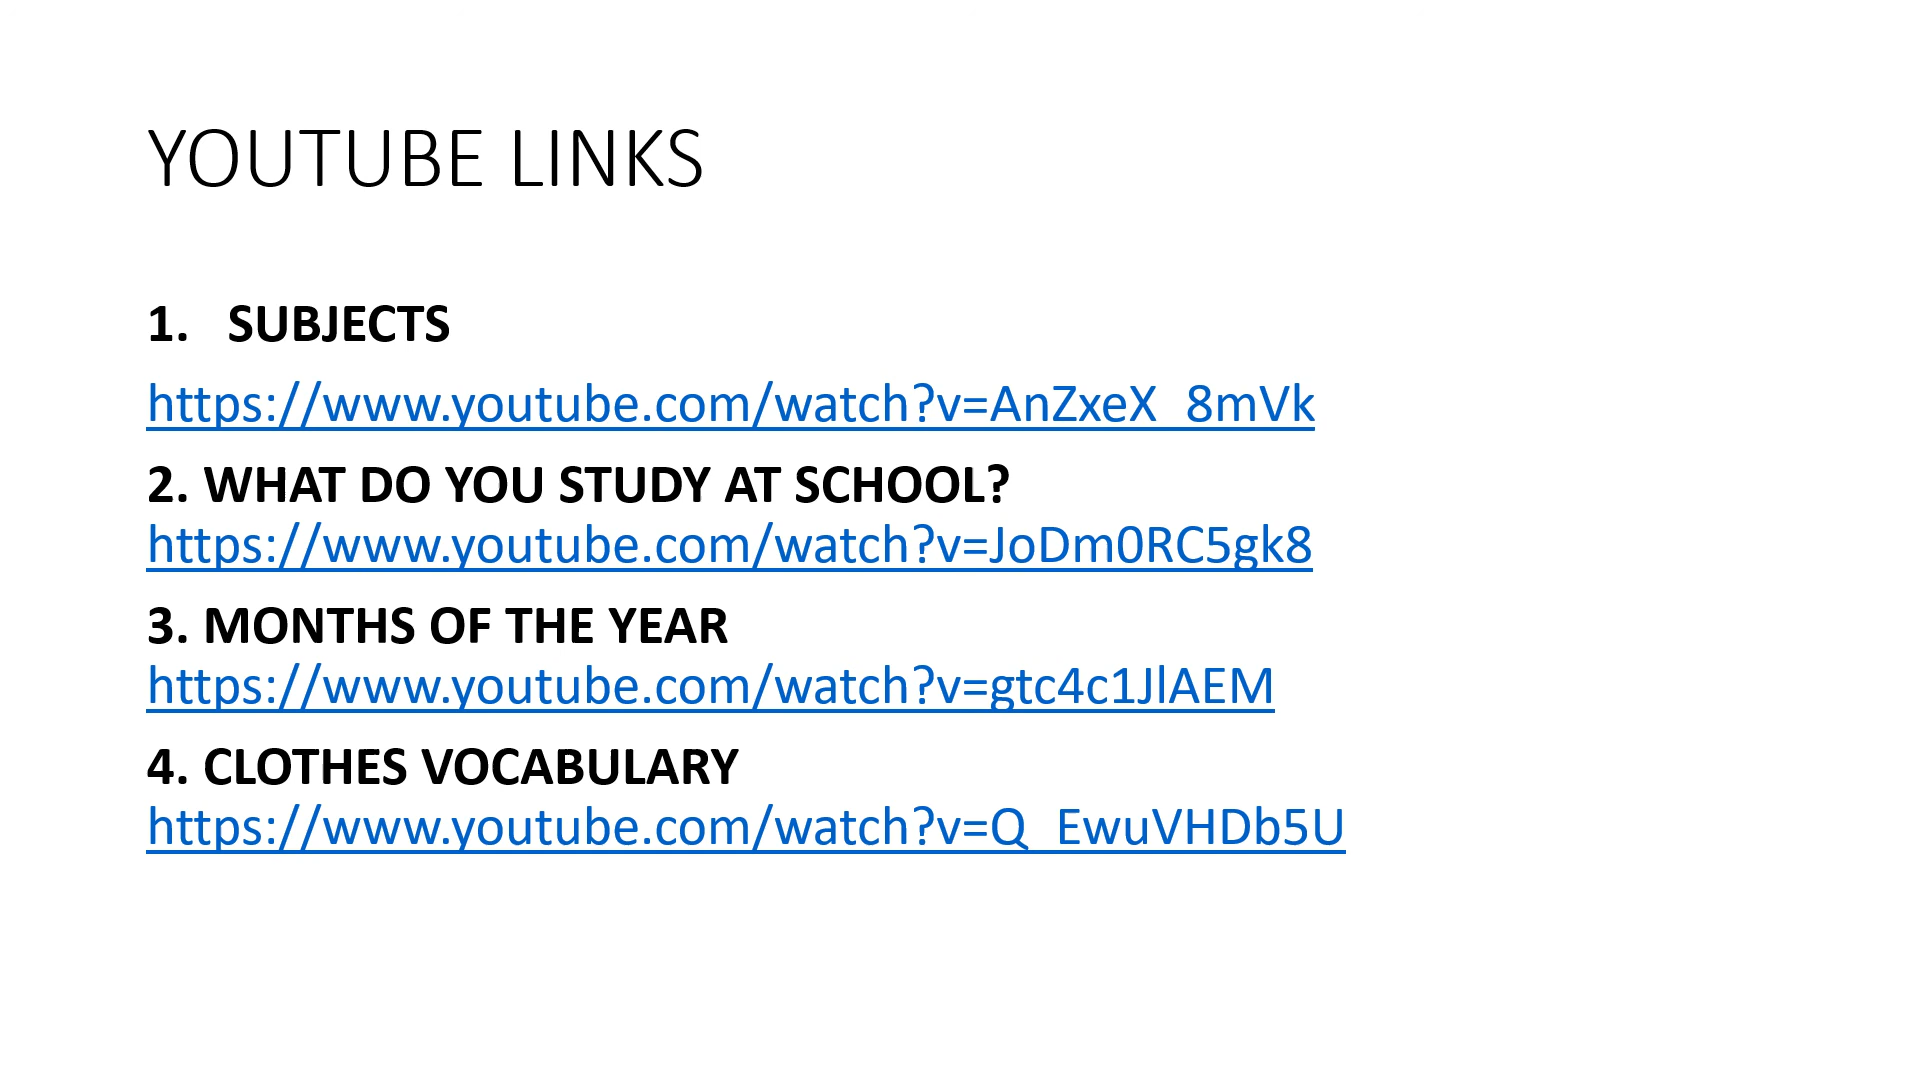 YOUTUBE LINKS
1. SUBJECTS
https://www.youtube.com/watch?v=AnZxeX_8mVk
2. WHAT DO YOU STUDY AT SCHOOL?
https://www.youtube.com/watch?v=JoDm0RC5gk8
3. MONTHS OF THE YEAR
https://www.youtube.com/watch?v=gtc4c1JlAEM
4. CLOTHES VOCABULARY
https://www.youtube.com/watch?v=Q_EwuVHDb5U